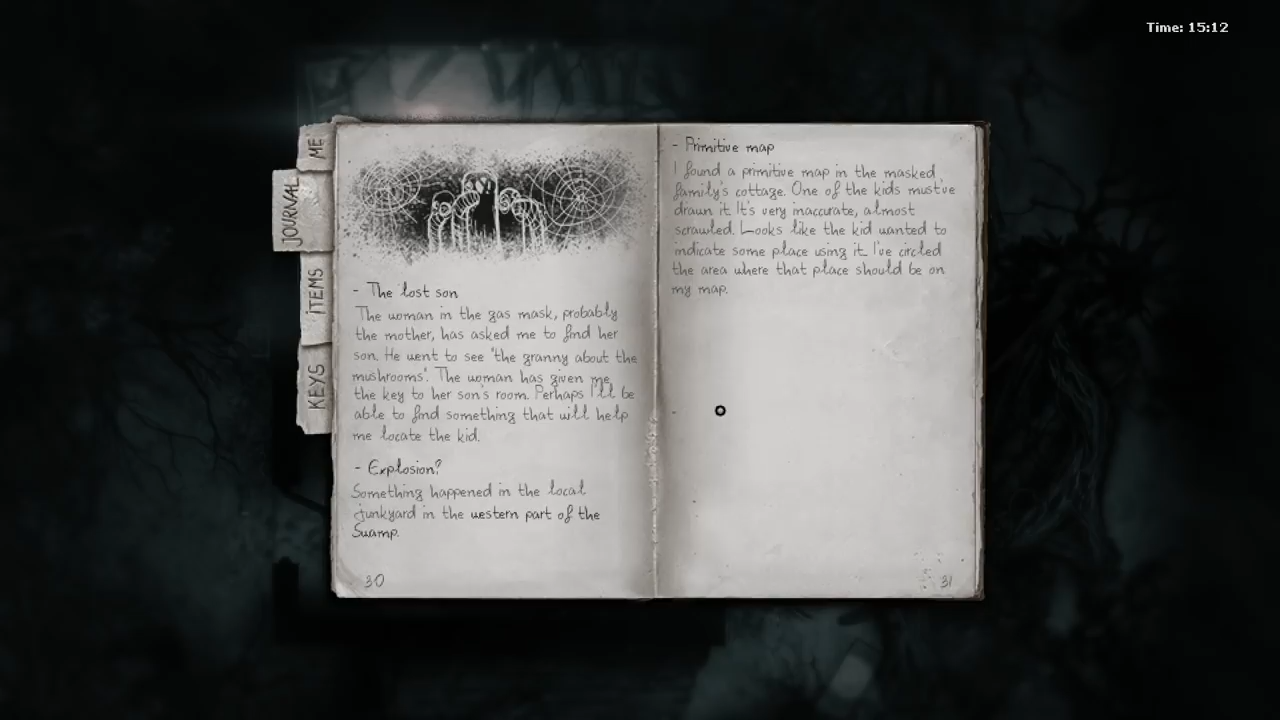 Time: 15:12
ME
JOURNAL
ITEMS
KEYS
- The lost son
The woman in the gas mask, probably
the mother, has asked me to find her
son. He went to see 'the granny about the
mushrooms'. The woman has given me
the key to her son's room. Perhaps I'll be
able to find something that will help
me locate the kid.
- Explosion?
Something happened in the local
junkyard in the western part of the
Swamp.
30
- Primitive map
I found a primitive map in the masked
family's cottage. One of the kids must've
drawn it. It's very inaccurate, almost
scrawled. Looks like the kid wanted to
indicate some place using it. I've circled
the area where that place should be on
my map.
31